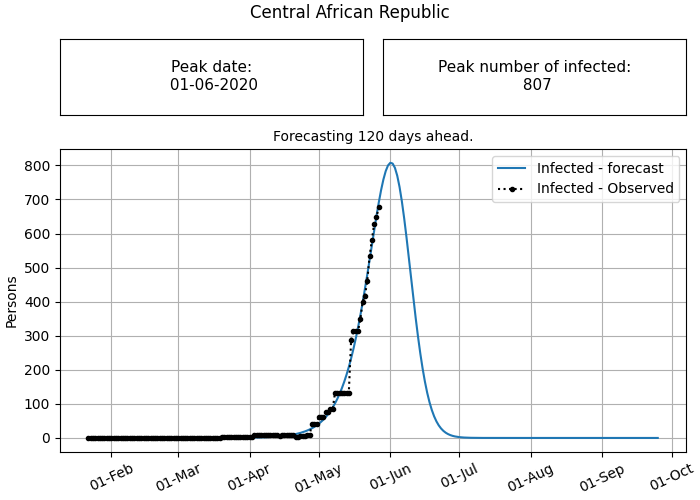 Central African Republic
Peak date:
01-06-2020
Peak number of infected:
807
Forecasting 120 days ahead.
Infected - forecast
Infected - Observed
Persons
800
700
600
500
400
300
200
100
0
01-Feb
01-Mar
01-Apr
01-May
01-Jun
01-Jul
01-Aug
01-Sep
01-Oct